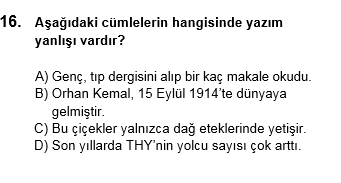 16. Aşağıdaki cümlelerin hangisinde yazım
yanlışı vardır?
A) Genç, tıp dergisini alıp bir kaç makale okudu.
B) Orhan Kemal, 15 Eylül 1914'te dünyaya
gelmiştir.
C) Bu çiçekler yalnızca dağ eteklerinde yetişir.
D) Son yıllarda THY'nin yolcu sayısı çok arttı.